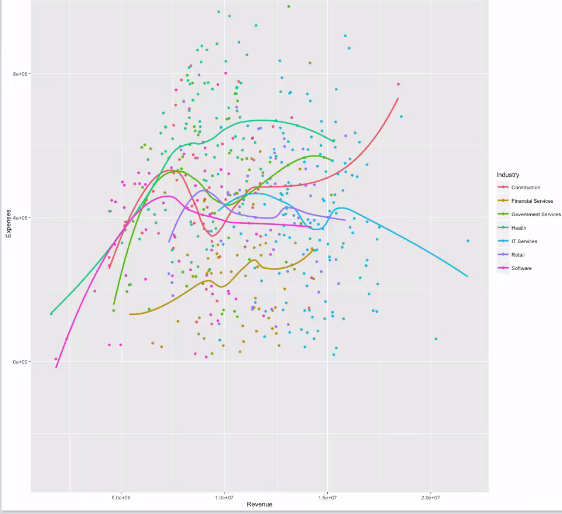 8e+06
4e+06
0e+00
Expenses
5.0e+06
1.0e+07
1.5e+07
2.0e+07
Revenue
Industry
Construction
Financial Services
Government Services
Health
IT Services
Retail
Software